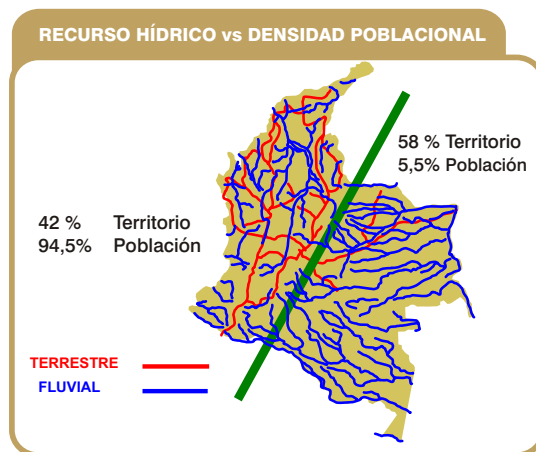 RECURSO HÍDRICO vs DENSIDAD POBLACIONAL
58 % Territorio
5,5% Población
42 % Territorio
94,5% Población
TERRESTRE
FLUVIAL